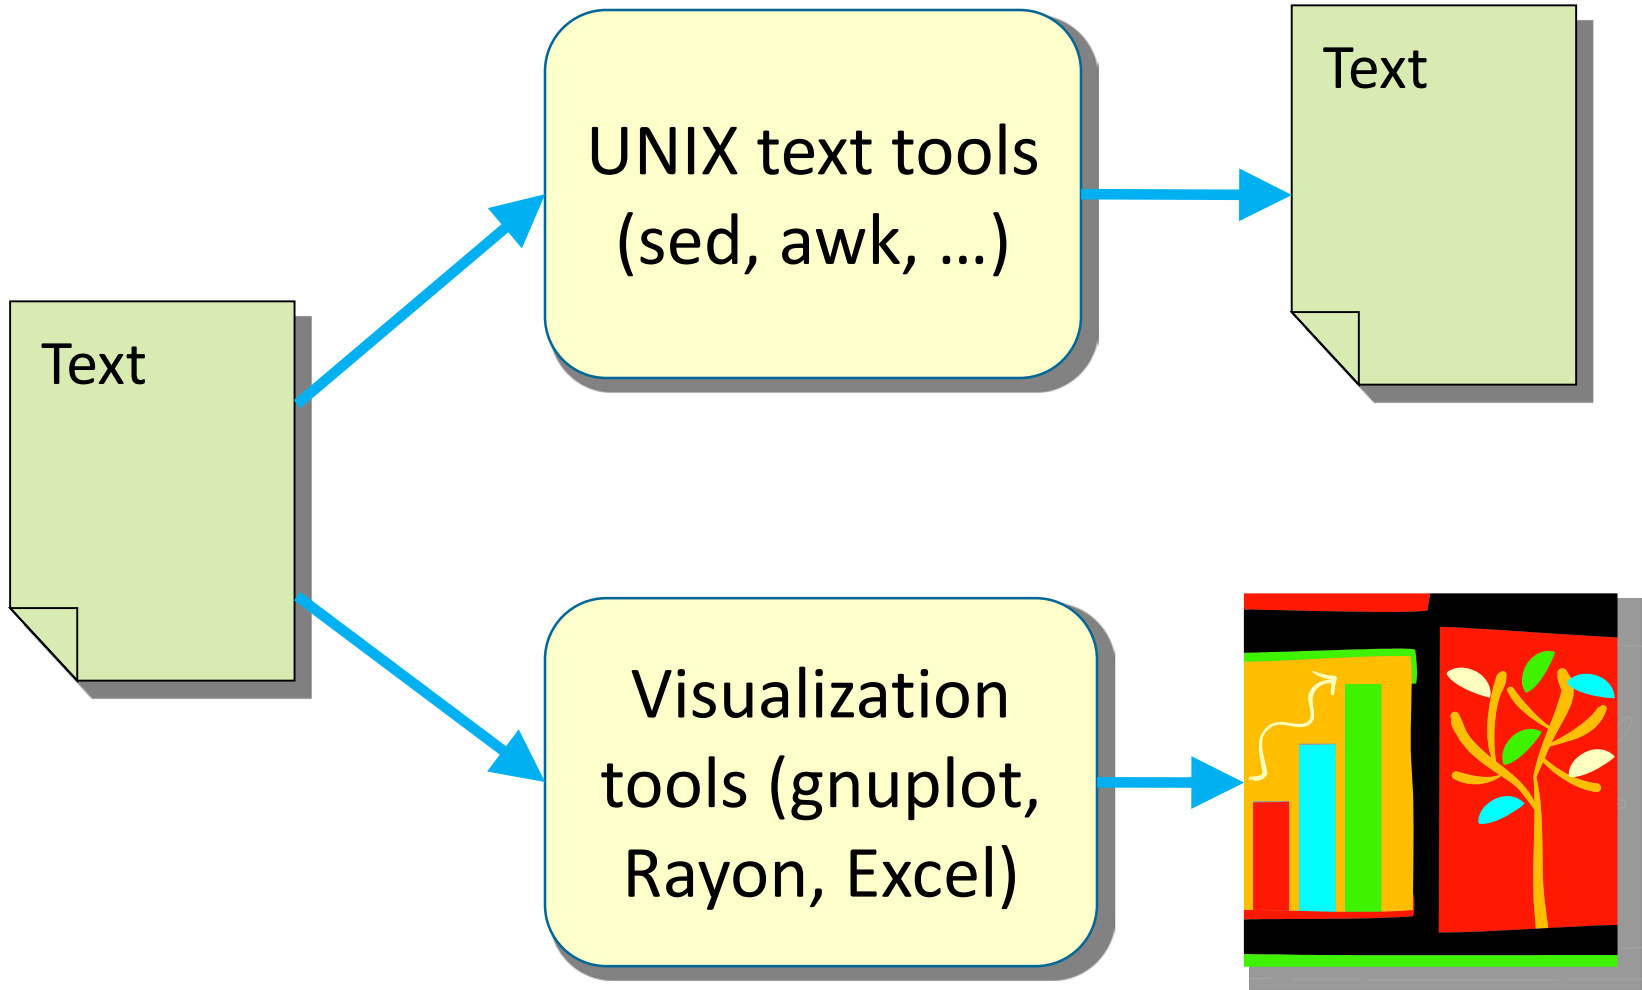 Text
UNIX text tools
(sed, awk, …)
Text
Visualization
tools (gnuplot,
Rayon, Excel)